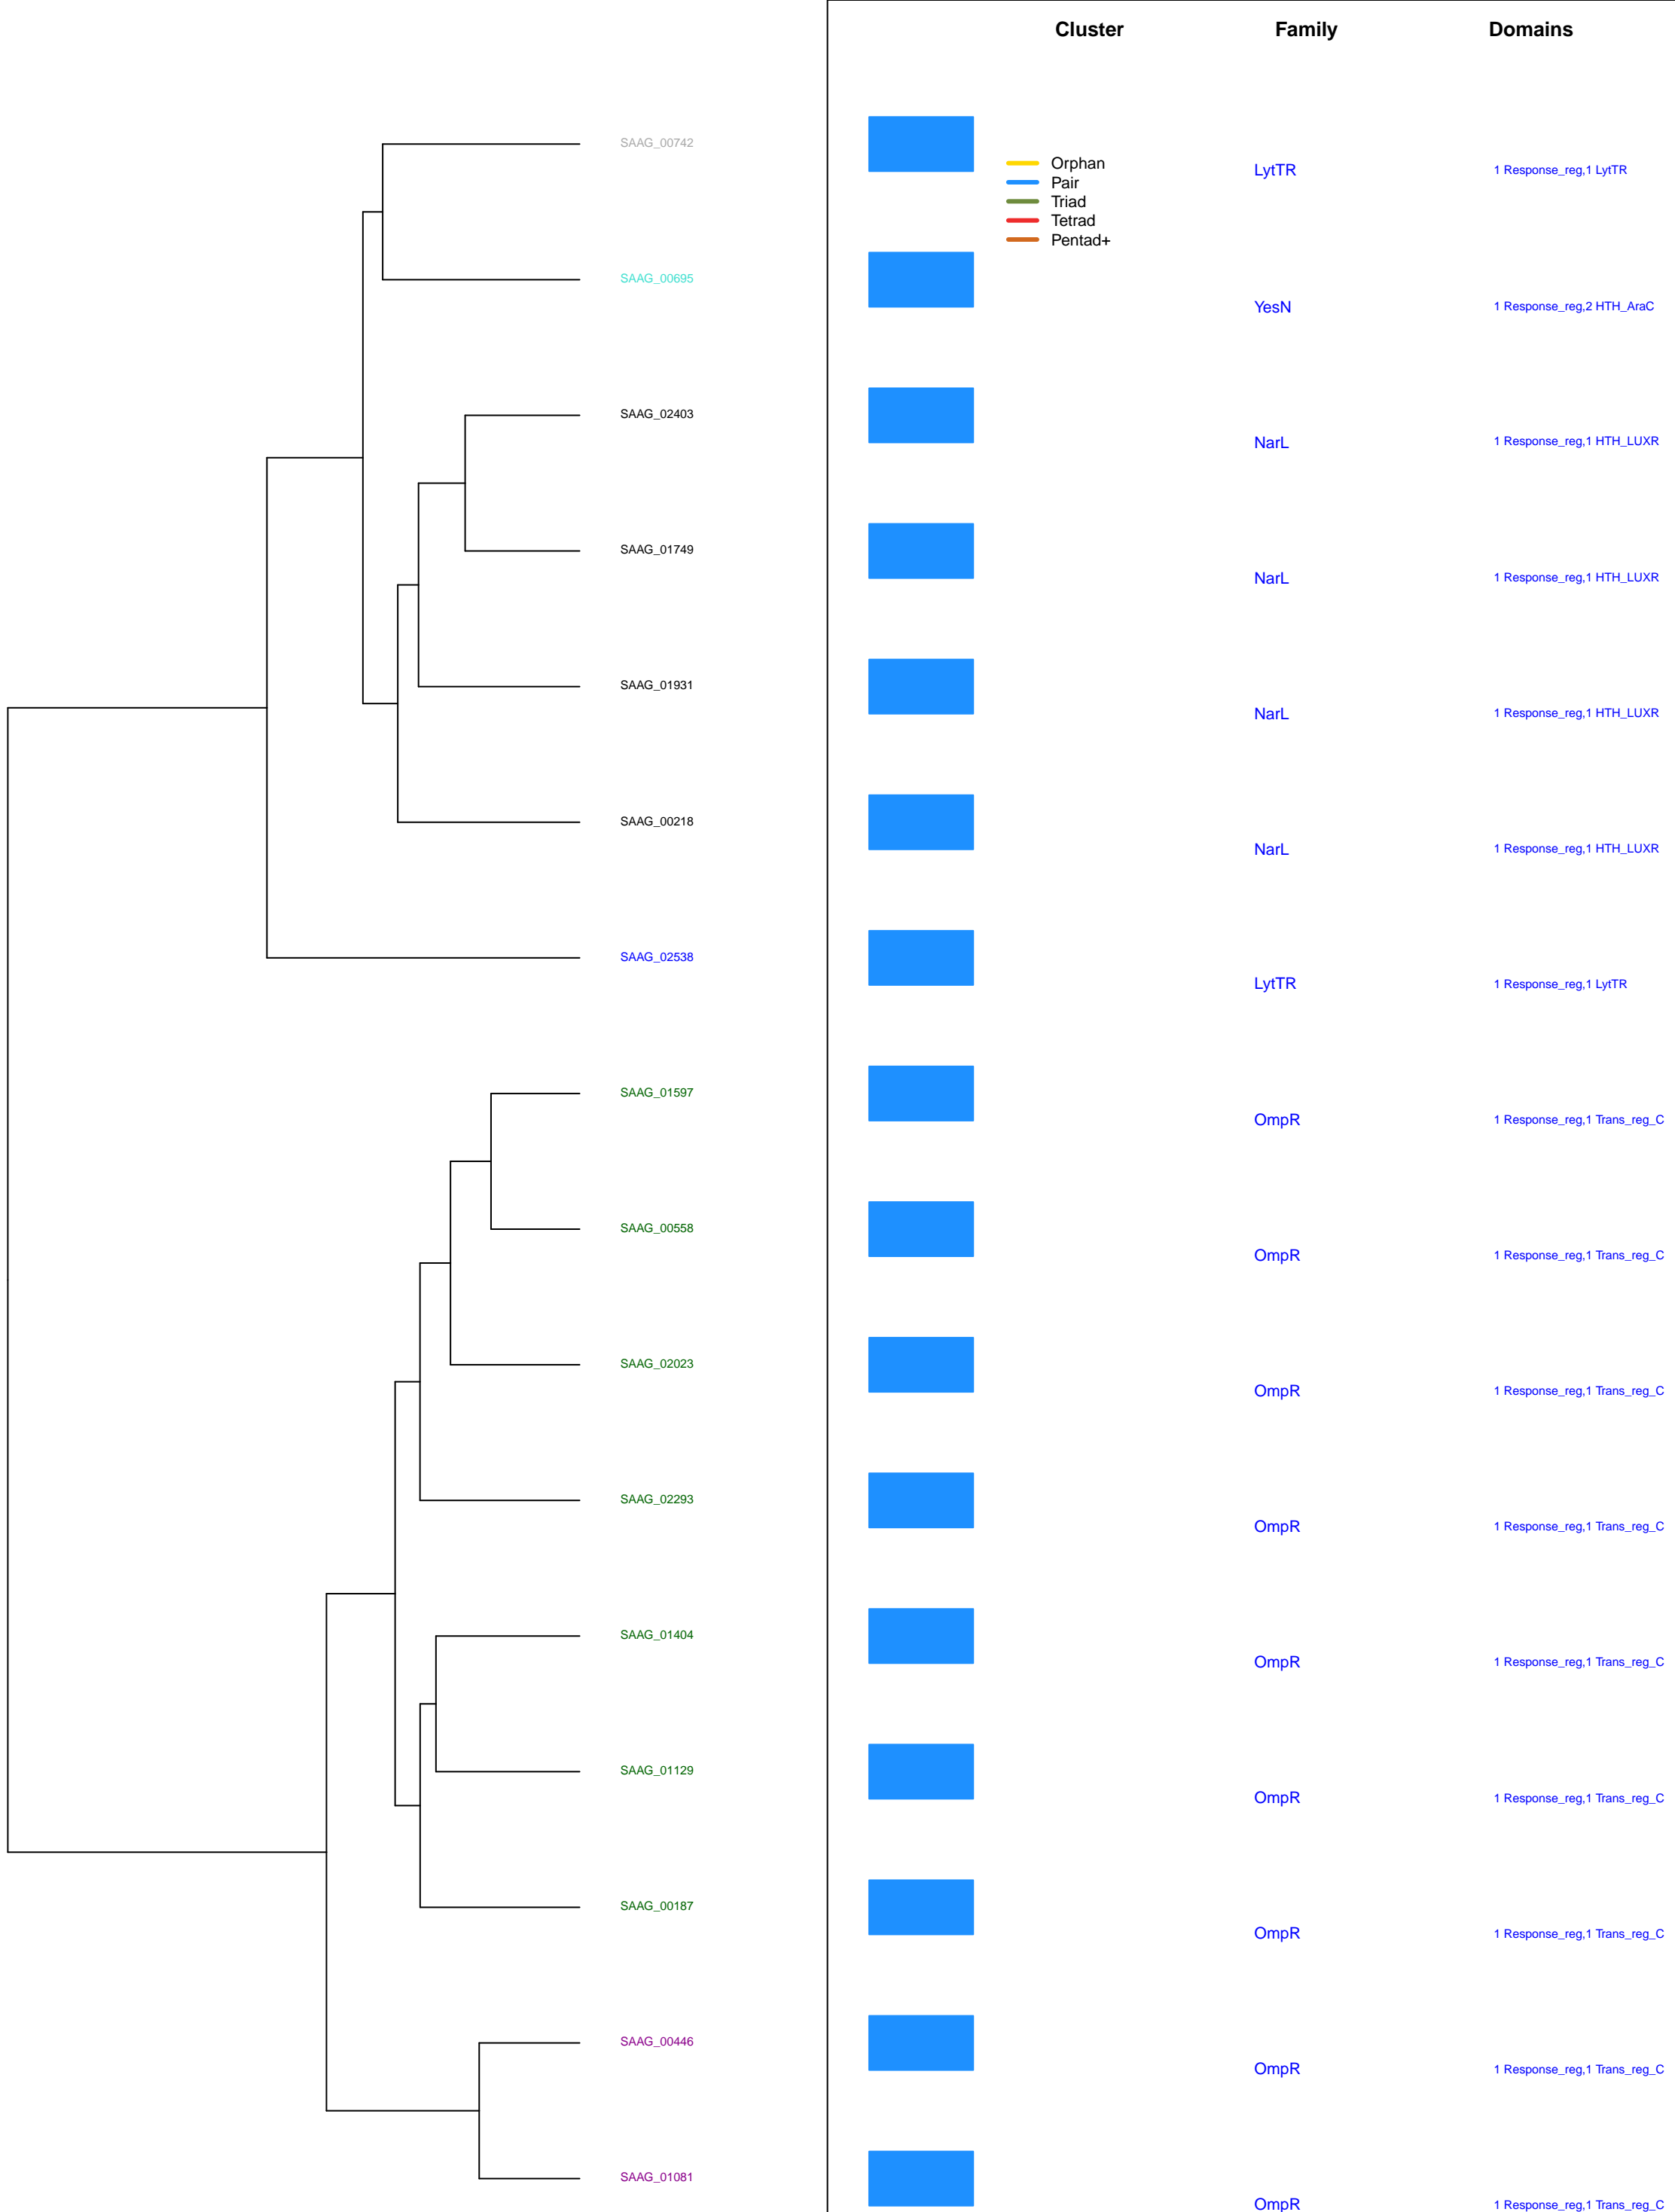 Cluster Family Domains
SAAG_00742
Orphan
Pair
Triad
Tetrad
Pentad+
LytTR 1 Response_reg,1 LytTR
SAAG_00695
YesN 1 Response_reg,2 HTH_AraC
SAAG_02403
NarL 1 Response_reg,1 HTH_LUXR
SAAG_01749
NarL 1 Response_reg,1 HTH_LUXR
SAAG_01931
NarL 1 Response_reg,1 HTH_LUXR
SAAG_00218
NarL 1 Response_reg,1 HTH_LUXR
SAAG_02538
LytTR 1 Response_reg,1 LytTR
SAAG_01597
OmpR 1 Response_reg,1 Trans_reg_C
SAAG_00558
OmpR 1 Response_reg,1 Trans_reg_C
SAAG_02023
OmpR 1 Response_reg,1 Trans_reg_C
SAAG_02293
OmpR 1 Response_reg,1 Trans_reg_C
SAAG_01404
OmpR 1 Response_reg,1 Trans_reg_C
SAAG_01129
OmpR 1 Response_reg,1 Trans_reg_C
SAAG_00187
OmpR 1 Response_reg,1 Trans_reg_C
SAAG_00446
OmpR 1 Response_reg,1 Trans_reg_C
SAAG_01081
OmpR 1 Response_reg,1 Trans_reg_C